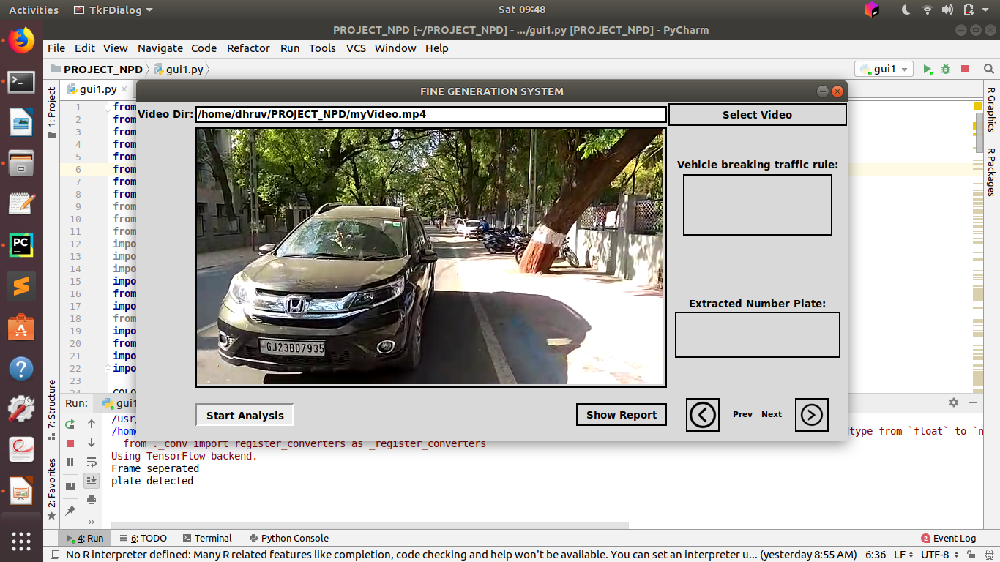 Activities TkFDialog Sat 09:48
PROJECT_NPD [~/PROJECT_NPD] - .../gui1.py [PROJECT_NPD] - PyCharm
File Edit View Navigate Code Refactor Run Tools VCS Window Help
PROJECT_NPD gui1.py gui1
1: Project
gui1.py
R Graphics
R Packages
FINE GENERATION SYSTEM
Video Dir: /home/dhruv/PROJECT_NPD/myVideo.mp4 Select Video
1 from
2 from
3 from
4 from
5 from
6 from
7 from
8 from
9 from
10 from
11 from
12 impo
13 impo
14 impo
15 impo
16 from
17 impo
18 from
19 impo
20 from
21 impo
22 impo
23
Vehicle breaking traffic rule:
Extracted Number Plate:
GJ23BD7935
Start Analysis Show Report Prev Next
7: Structure
2: Favorites
Run: gui1
/usr/
/home dtype from `float` to `n
from ._conv import register_converters as _register_converters
Using TensorFlow backend.
Frame seperated
plate_detected
4: Run 6: TODO Terminal Python Console 2 Event Log
No R interpreter defined: Many R related features like completion, code checking and help won't be available. You can set an interpreter u... (yesterday 8:55 AM) 6:36 LF UTF-8